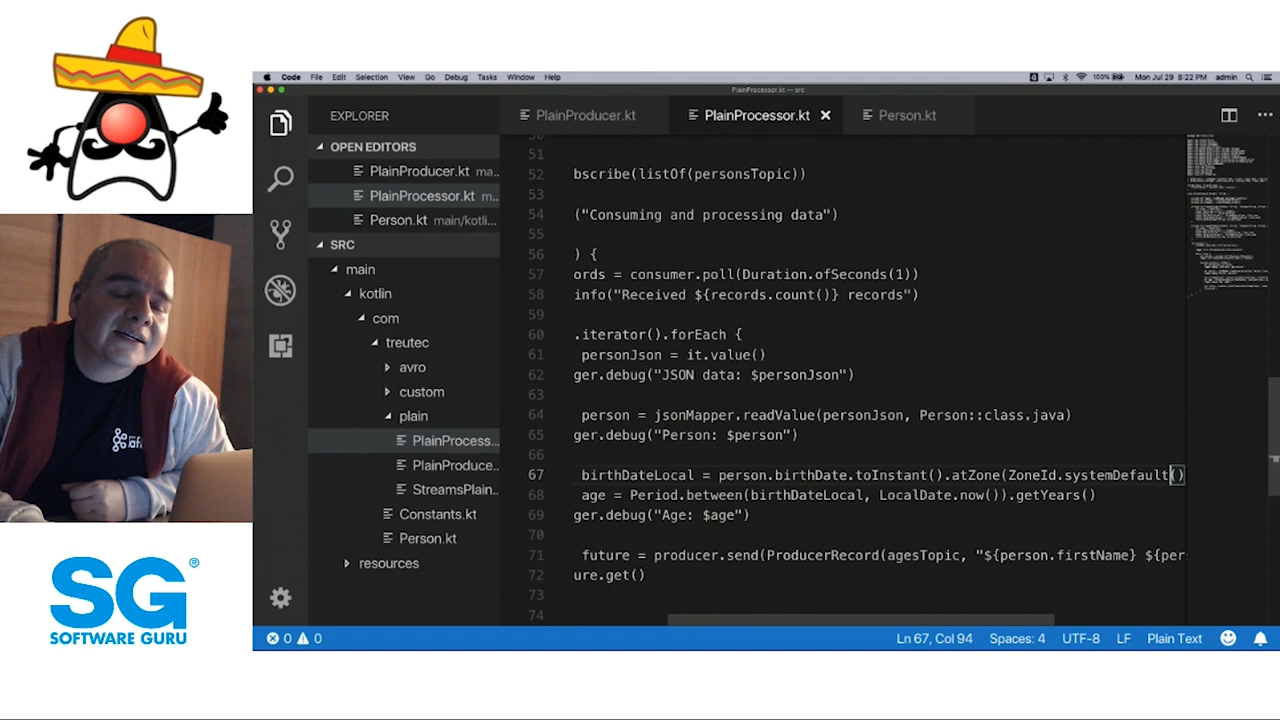 Code File Edit Selection View Go Debug Tasks Window Help 100% Mon Jul 29 8:22 PM admin
PlainProcessor.kt — src
EXPLORER
PlainProducer.kt PlainProcessor.kt Person.kt
OPEN EDITORS
PlainProducer.kt ma...
PlainProcessor.kt m...
Person.kt main/kotlin...
SRC
main
kotlin
com
treutec
avro
custom
plain
PlainProcess...
PlainProduce...
StreamsPlain...
Constants.kt
Person.kt
resources
51
52 bscribe(listOf(personsTopic))
53
54 ("Consuming and processing data")
55
56 ) {
57 ords = consumer.poll(Duration.ofSeconds(1))
58 info("Received ${records.count()} records")
59
60 .iterator().forEach {
61 personJson = it.value()
62 ger.debug("JSON data: $personJson")
63
64 person = jsonMapper.readValue(personJson, Person::class.java)
65 ger.debug("Person: $person")
66
67 birthDateLocal = person.birthDate.toInstant().atZone(ZoneId.systemDefault()
68 age = Period.between(birthDateLocal, LocalDate.now()).getYears()
69 ger.debug("Age: $age")
70
71 future = producer.send(ProducerRecord(agesTopic, "${person.firstName} ${per
72 ure.get()
73
74
0 0 Ln 67, Col 94 Spaces: 4 UTF-8 LF Plain Text
SG®
SOFTWARE GURU